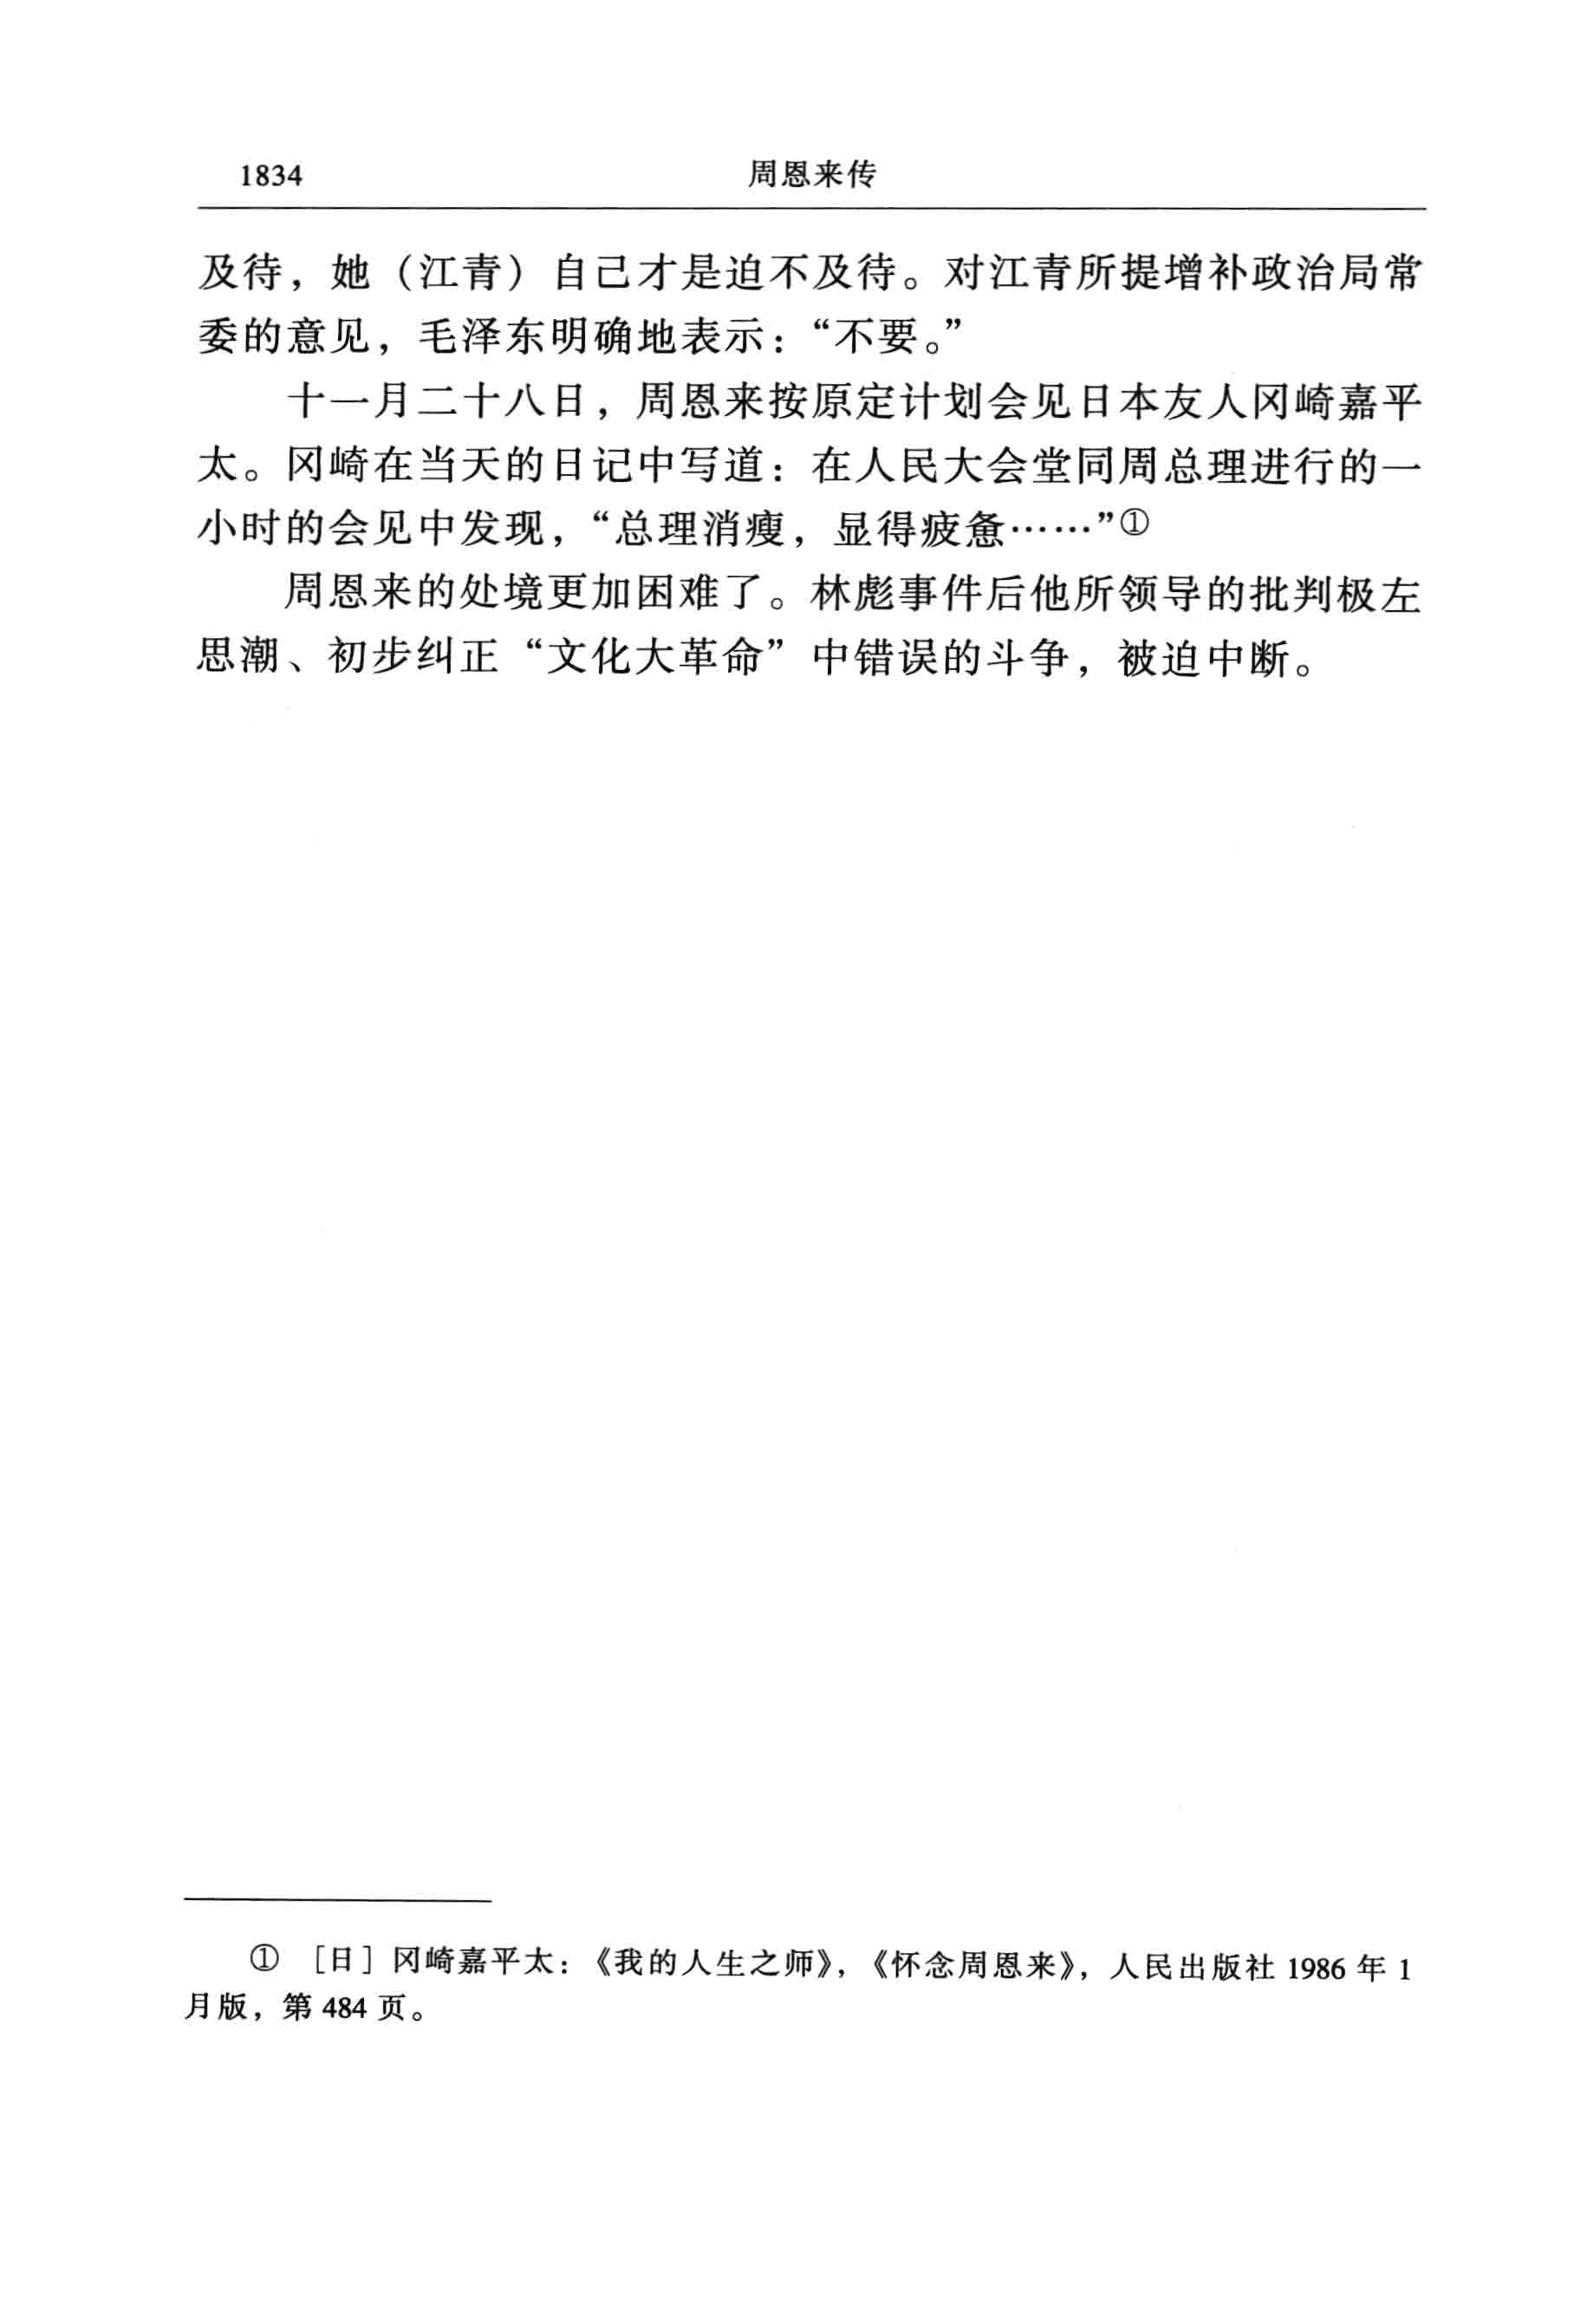 1834 周恩来传
及待，她（江青）自己才是迫不及待。对江青所提增补政治局常
委的意见，毛泽东明确地表示：“不要。”
十一月二十八日，周恩来按原定计划会见日本友人冈崎嘉平
太。冈崎在当天的日记中写道：在人民大会堂同周总理进行的一
小时的会见中发现，“总理消瘦，显得疲惫……”①
周恩来的处境更加困难了。林彪事件后他所领导的批判极左
思潮、初步纠正“文化大革命”中错误的斗争，被迫中断。
① ［日］冈崎嘉平太：《我的人生之师》，《怀念周恩来》，人民出版社 1986 年 1
月版，第 484 页。